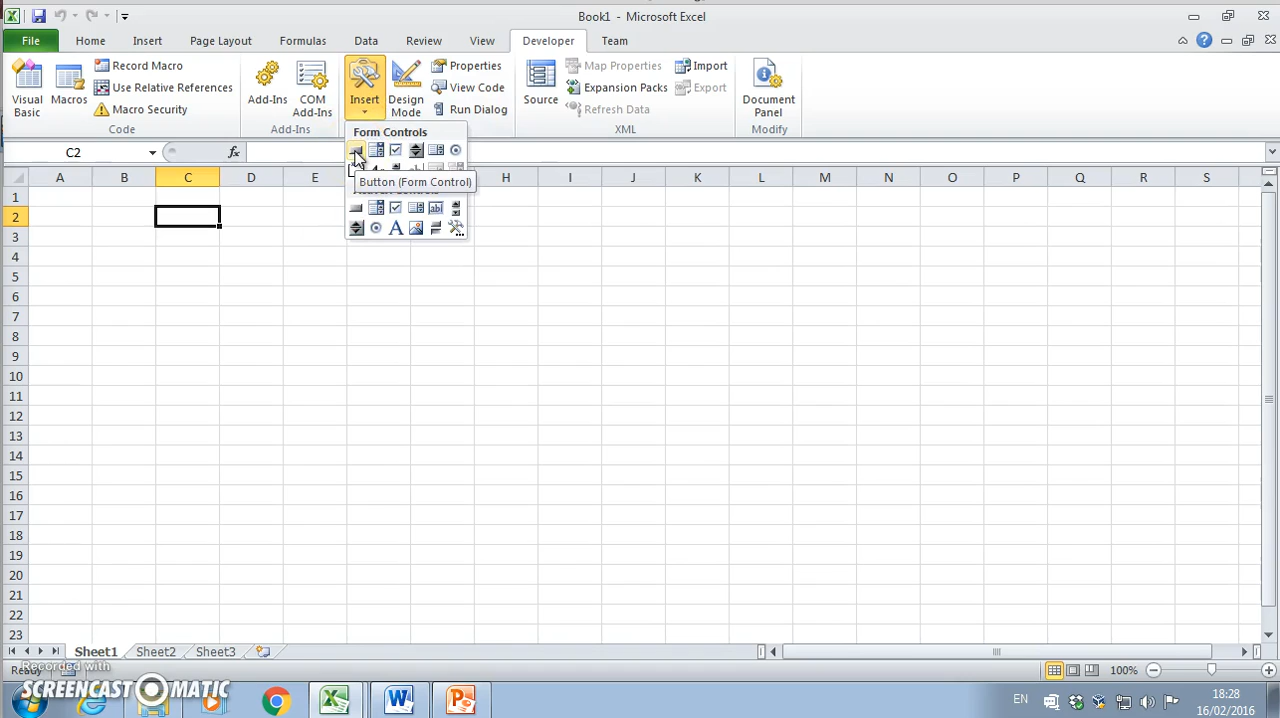 Book1 - Microsoft Excel
File Home Insert Page Layout Formulas Data Review View Developer Team
Visual Basic
Macros
Record Macro
Use Relative References
Macro Security
Code
Add-Ins
COM Add-Ins
Add-Ins
Insert
Design Mode
Properties
View Code
Run Dialog
Source
Map Properties
Expansion Packs
Refresh Data
Import
Export
XML
Document Panel
Modify
Form Controls
Button (Form Control)
C2 fx
A B C D E H I J K L M N O P Q R S
1
2
3
4
5
6
7
8
9
10
11
12
13
14
15
16
17
18
19
20
21
22
23
Sheet1 Sheet2 Sheet3
Ready 100%
Recorded with
SCREENCAST MATIC
EN 18:28
16/02/2016